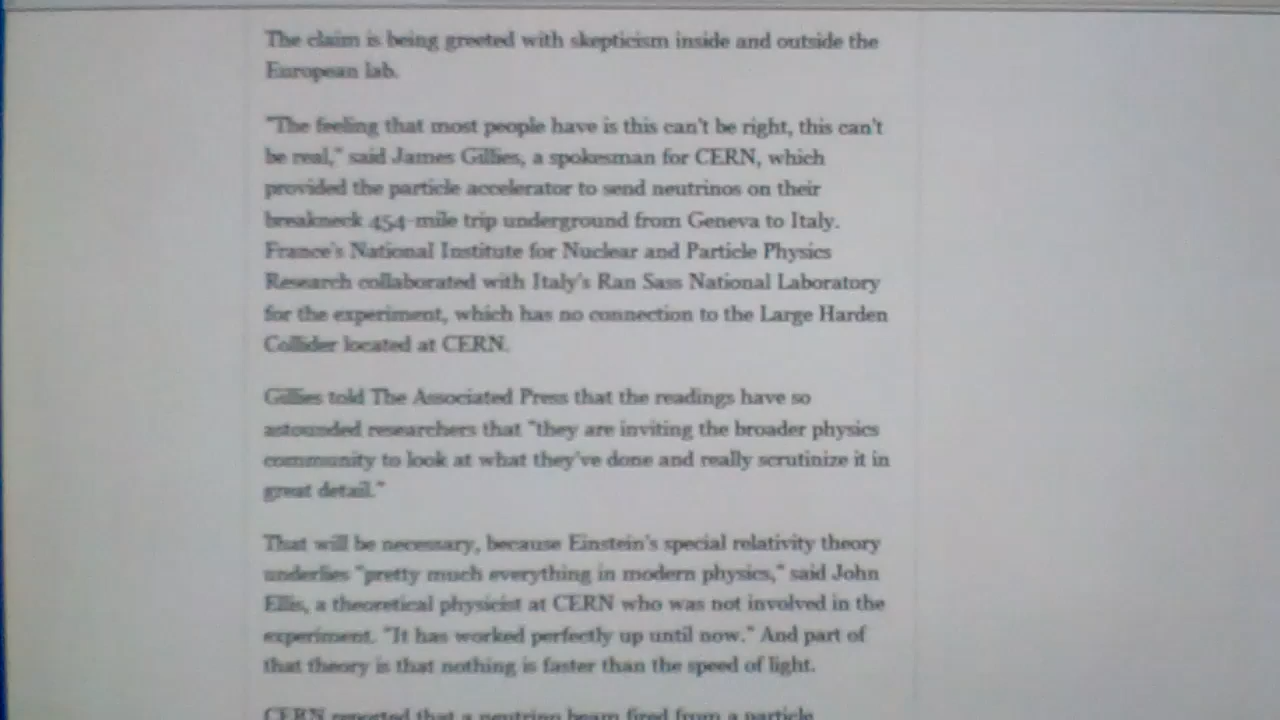 The claim is being greeted with skepticism inside and outside the
European lab.
"The feeling that most people have is this can't be right, this can't
be real," said James Gillies, a spokesman for CERN, which
provided the particle accelerator to send neutrinos on their
breakneck 454-mile trip underground from Geneva to Italy.
France's National Institute for Nuclear and Particle Physics
Research collaborated with Italy's Ran Sass National Laboratory
for the experiment, which has no connection to the Large Harden
Collider located at CERN.
Gillies told The Associated Press that the readings have so
astounded researchers that "they are inviting the broader physics
community to look at what they've done and really scrutinize it in
great detail."
That will be necessary, because Einstein's special relativity theory
underlies "pretty much everything in modern physics," said John
Ellis, a theoretical physicist at CERN who was not involved in the
experiment. "It has worked perfectly up until now." And part of
that theory is that nothing is faster than the speed of light.
CERN reported that a neutrino beam fired from a particle